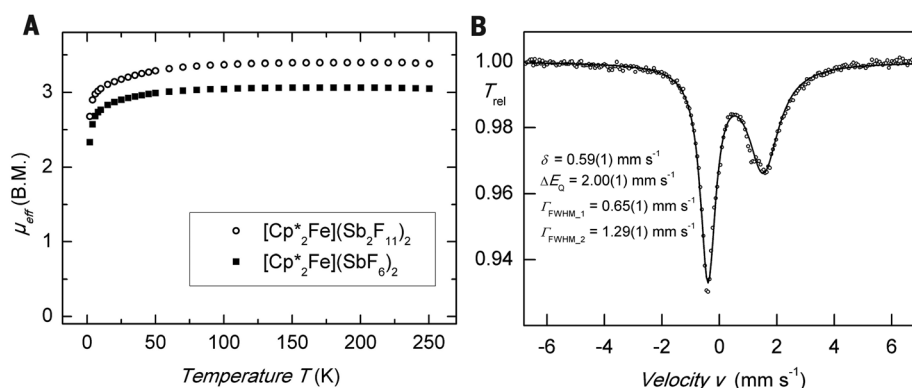 A
μeff (B.M.)
3
2
1
0
[Cp*2Fe](Sb2F11)2
[Cp*2Fe](SbF6)2
0 50 100 150 200 250
Temperature T (K)
B
1.00
Trel
0.98
0.96
0.94
δ = 0.59(1) mm s-1
ΔEQ = 2.00(1) mm s-1
ΓFWHM_1 = 0.65(1) mm s-1
ΓFWHM_2 = 1.29(1) mm s-1
-6 -4 -2 0 2 4 6
Velocity v (mm s-1)